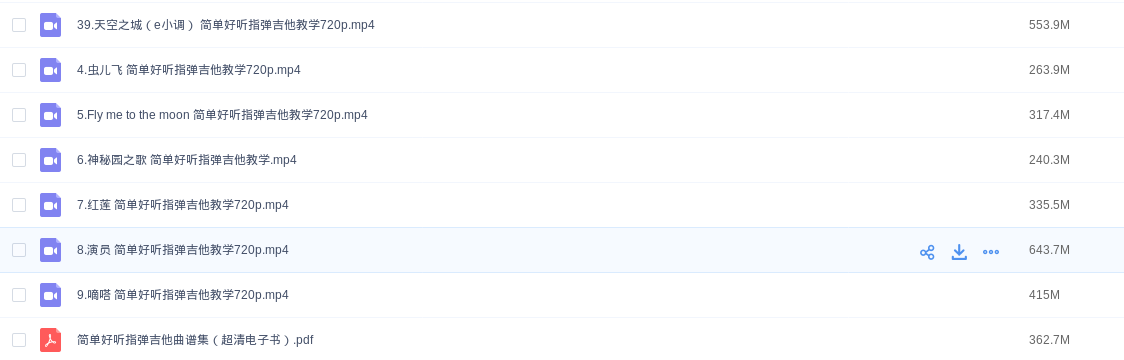 39.天空之城（e小调） 简单好听指弹吉他教学720p.mp4 553.9M
4.虫儿飞 简单好听指弹吉他教学720p.mp4 263.9M
5.Fly me to the moon 简单好听指弹吉他教学720p.mp4 317.4M
6.神秘园之歌 简单好听指弹吉他教学.mp4 240.3M
7.红莲 简单好听指弹吉他教学720p.mp4 335.5M
8.演员 简单好听指弹吉他教学720p.mp4 643.7M
9.嘀嗒 简单好听指弹吉他教学720p.mp4 415M
简单好听指弹吉他曲谱集（超清电子书）.pdf 362.7M